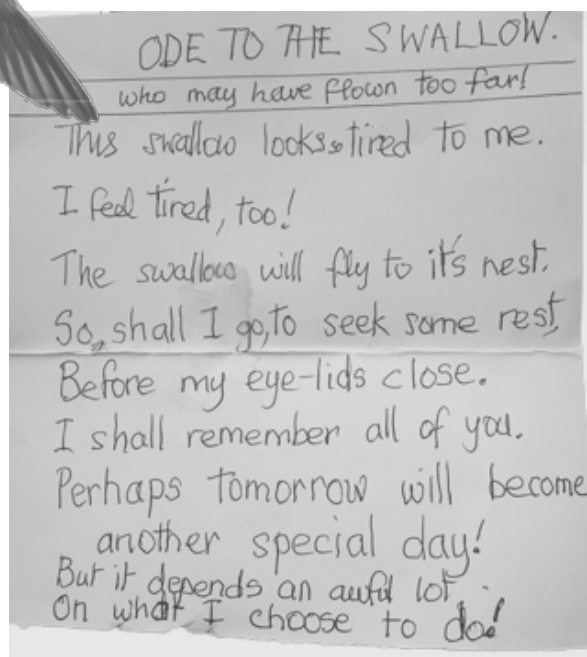 ODE TO THE SWALLOW.
who may have flown too far!
This swallow looks so tired to me.
I feel tired, too!
The swallow will fly to it's nest.
So, shall I go, to seek some rest,
Before my eye-lids close.
I shall remember all of you.
Perhaps tomorrow will become
another special day!
But it depends an awful lot
On what I choose to do!